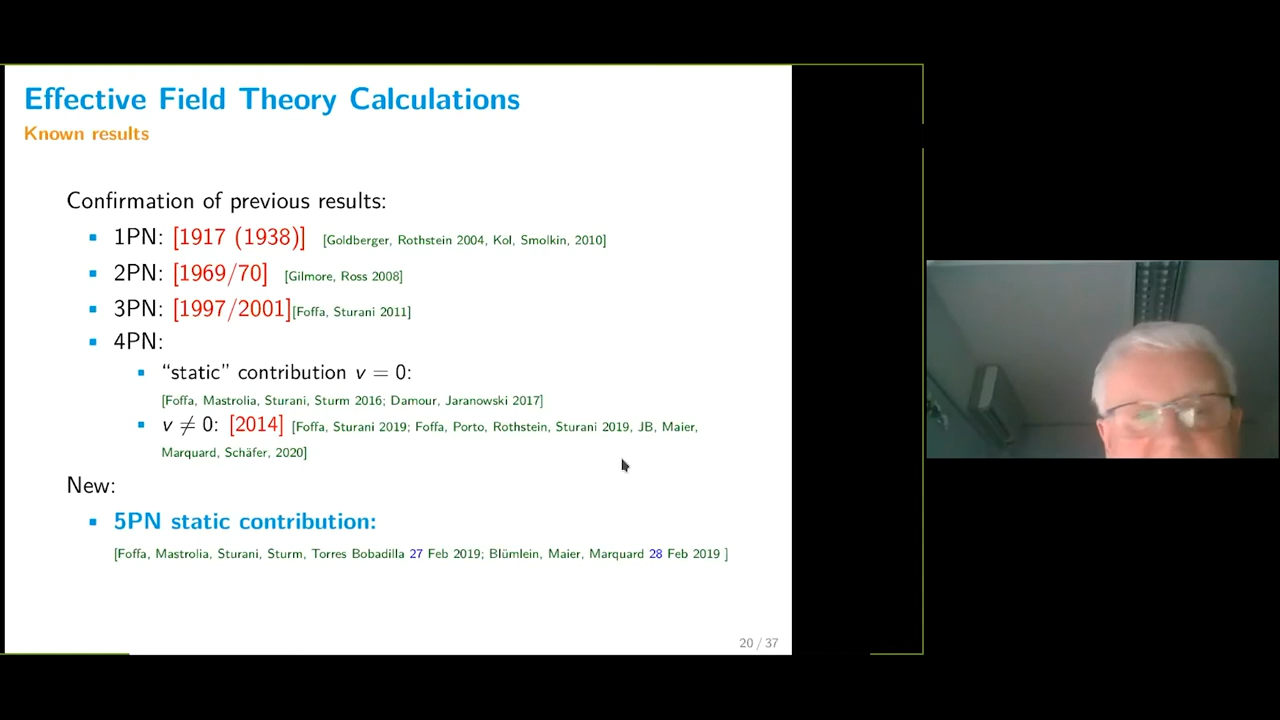 Effective Field Theory Calculations
Known results
Confirmation of previous results:
1PN: [1917 (1938)] [Goldberger, Rothstein 2004, Kol, Smolkin, 2010]
2PN: [1969/70] [Gilmore, Ross 2008]
3PN: [1997/2001][Foffa, Sturani 2011]
4PN:
“static” contribution v = 0:
[Foffa, Mastrolia, Sturani, Sturm 2016; Damour, Jaranowski 2017]
v ≠ 0: [2014] [Foffa, Sturani 2019; Foffa, Porto, Rothstein, Sturani 2019, JB, Maier,
Marquard, Schäfer, 2020]
New:
5PN static contribution:
[Foffa, Mastrolia, Sturani, Sturm, Torres Bobadilla 27 Feb 2019; Blümlein, Maier, Marquard 28 Feb 2019 ]
20 / 37